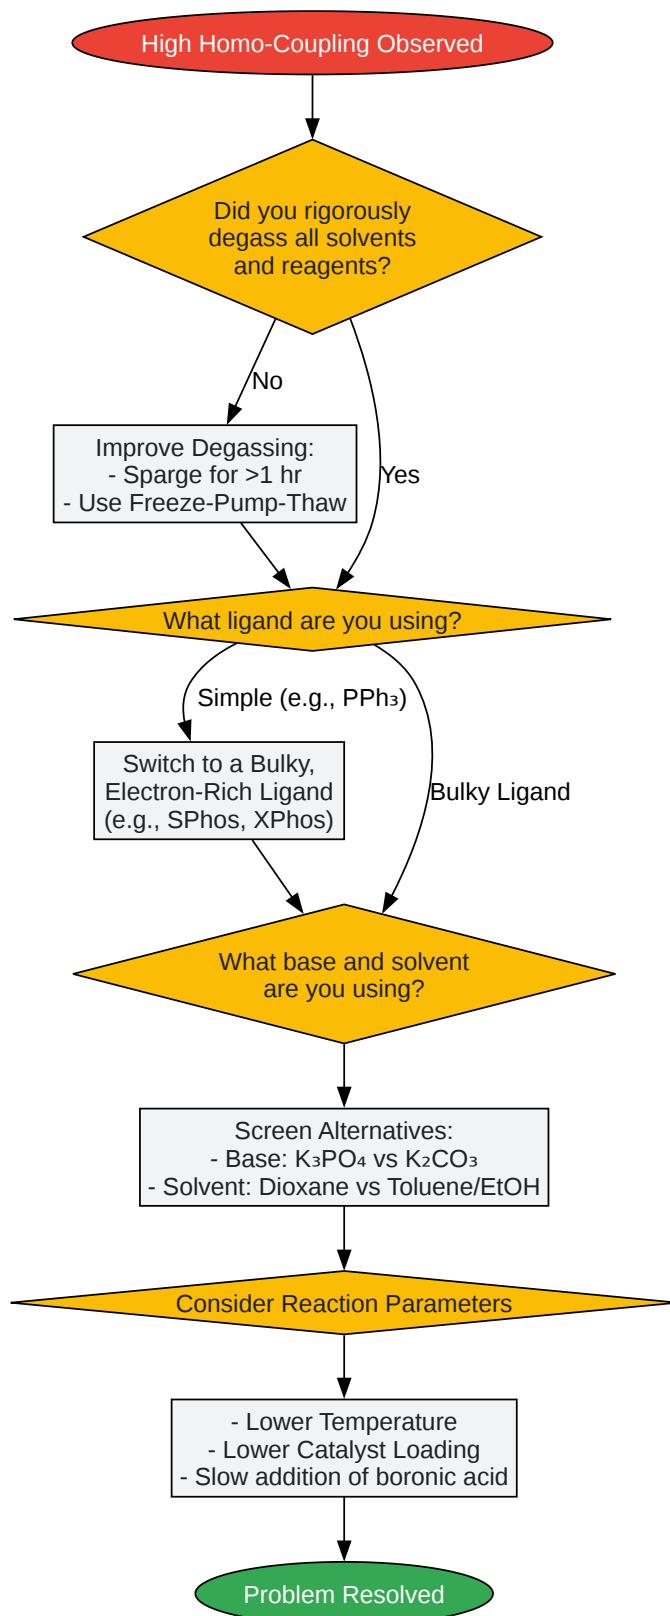 High Homo-Coupling Observed
Did you rigorously
degass all solvents
and reagents?
No
Improve Degassing:
- Sparge for >1 hr
- Use Freeze-Pump-Thaw
Yes
What ligand are you using?
Simple (e.g., PPh₃)
Switch to a Bulky,
Electron-Rich Ligand
(e.g., SPhos, XPhos)
Bulky Ligand
What base and solvent
are you using?
Screen Alternatives:
- Base: K₃PO₄ vs K₂CO₃
- Solvent: Dioxane vs Toluene/EtOH
Consider Reaction Parameters
- Lower Temperature
- Lower Catalyst Loading
- Slow addition of boronic acid
Problem Resolved